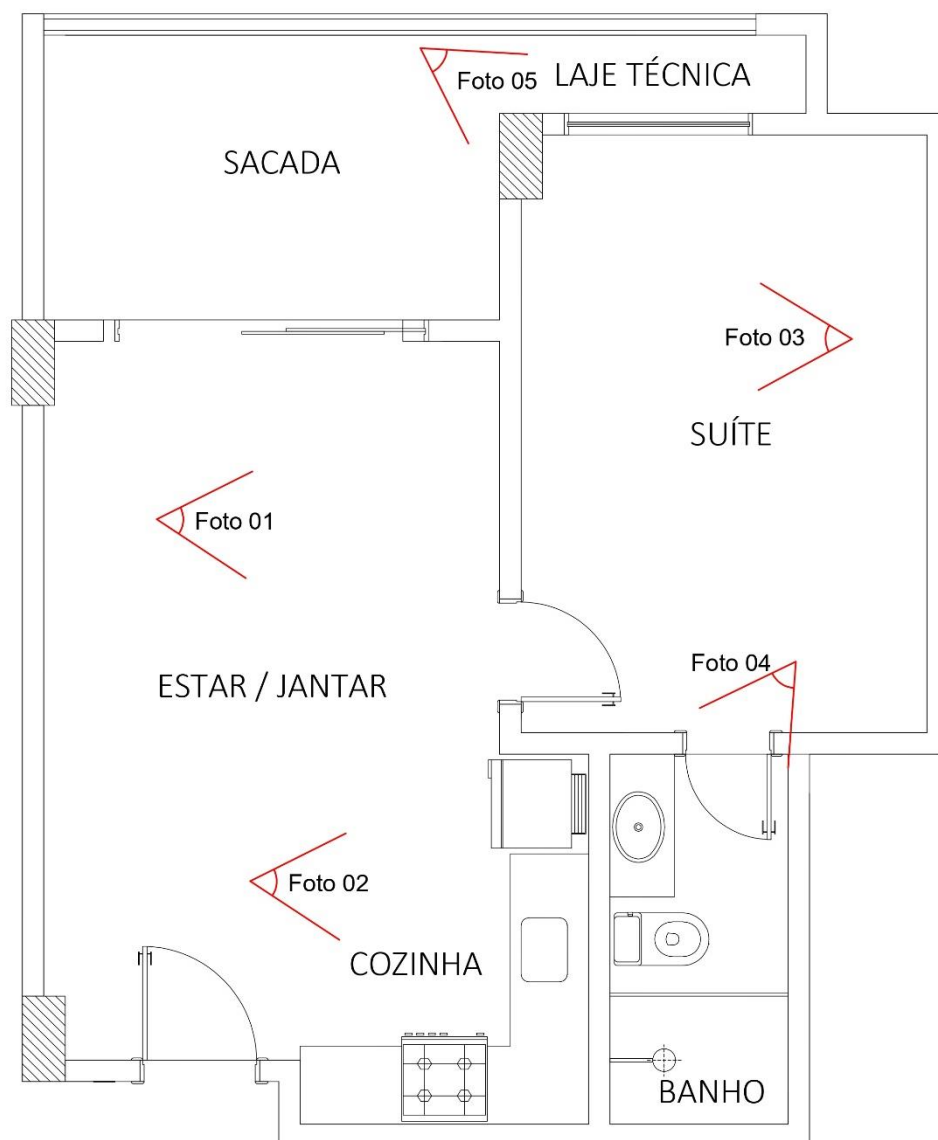 Foto 05
LAJE TÉCNICA
SACADA
Foto 03
SUÍTE
Foto 01
Foto 04
ESTAR / JANTAR
Foto 02
COZINHA
BANHO